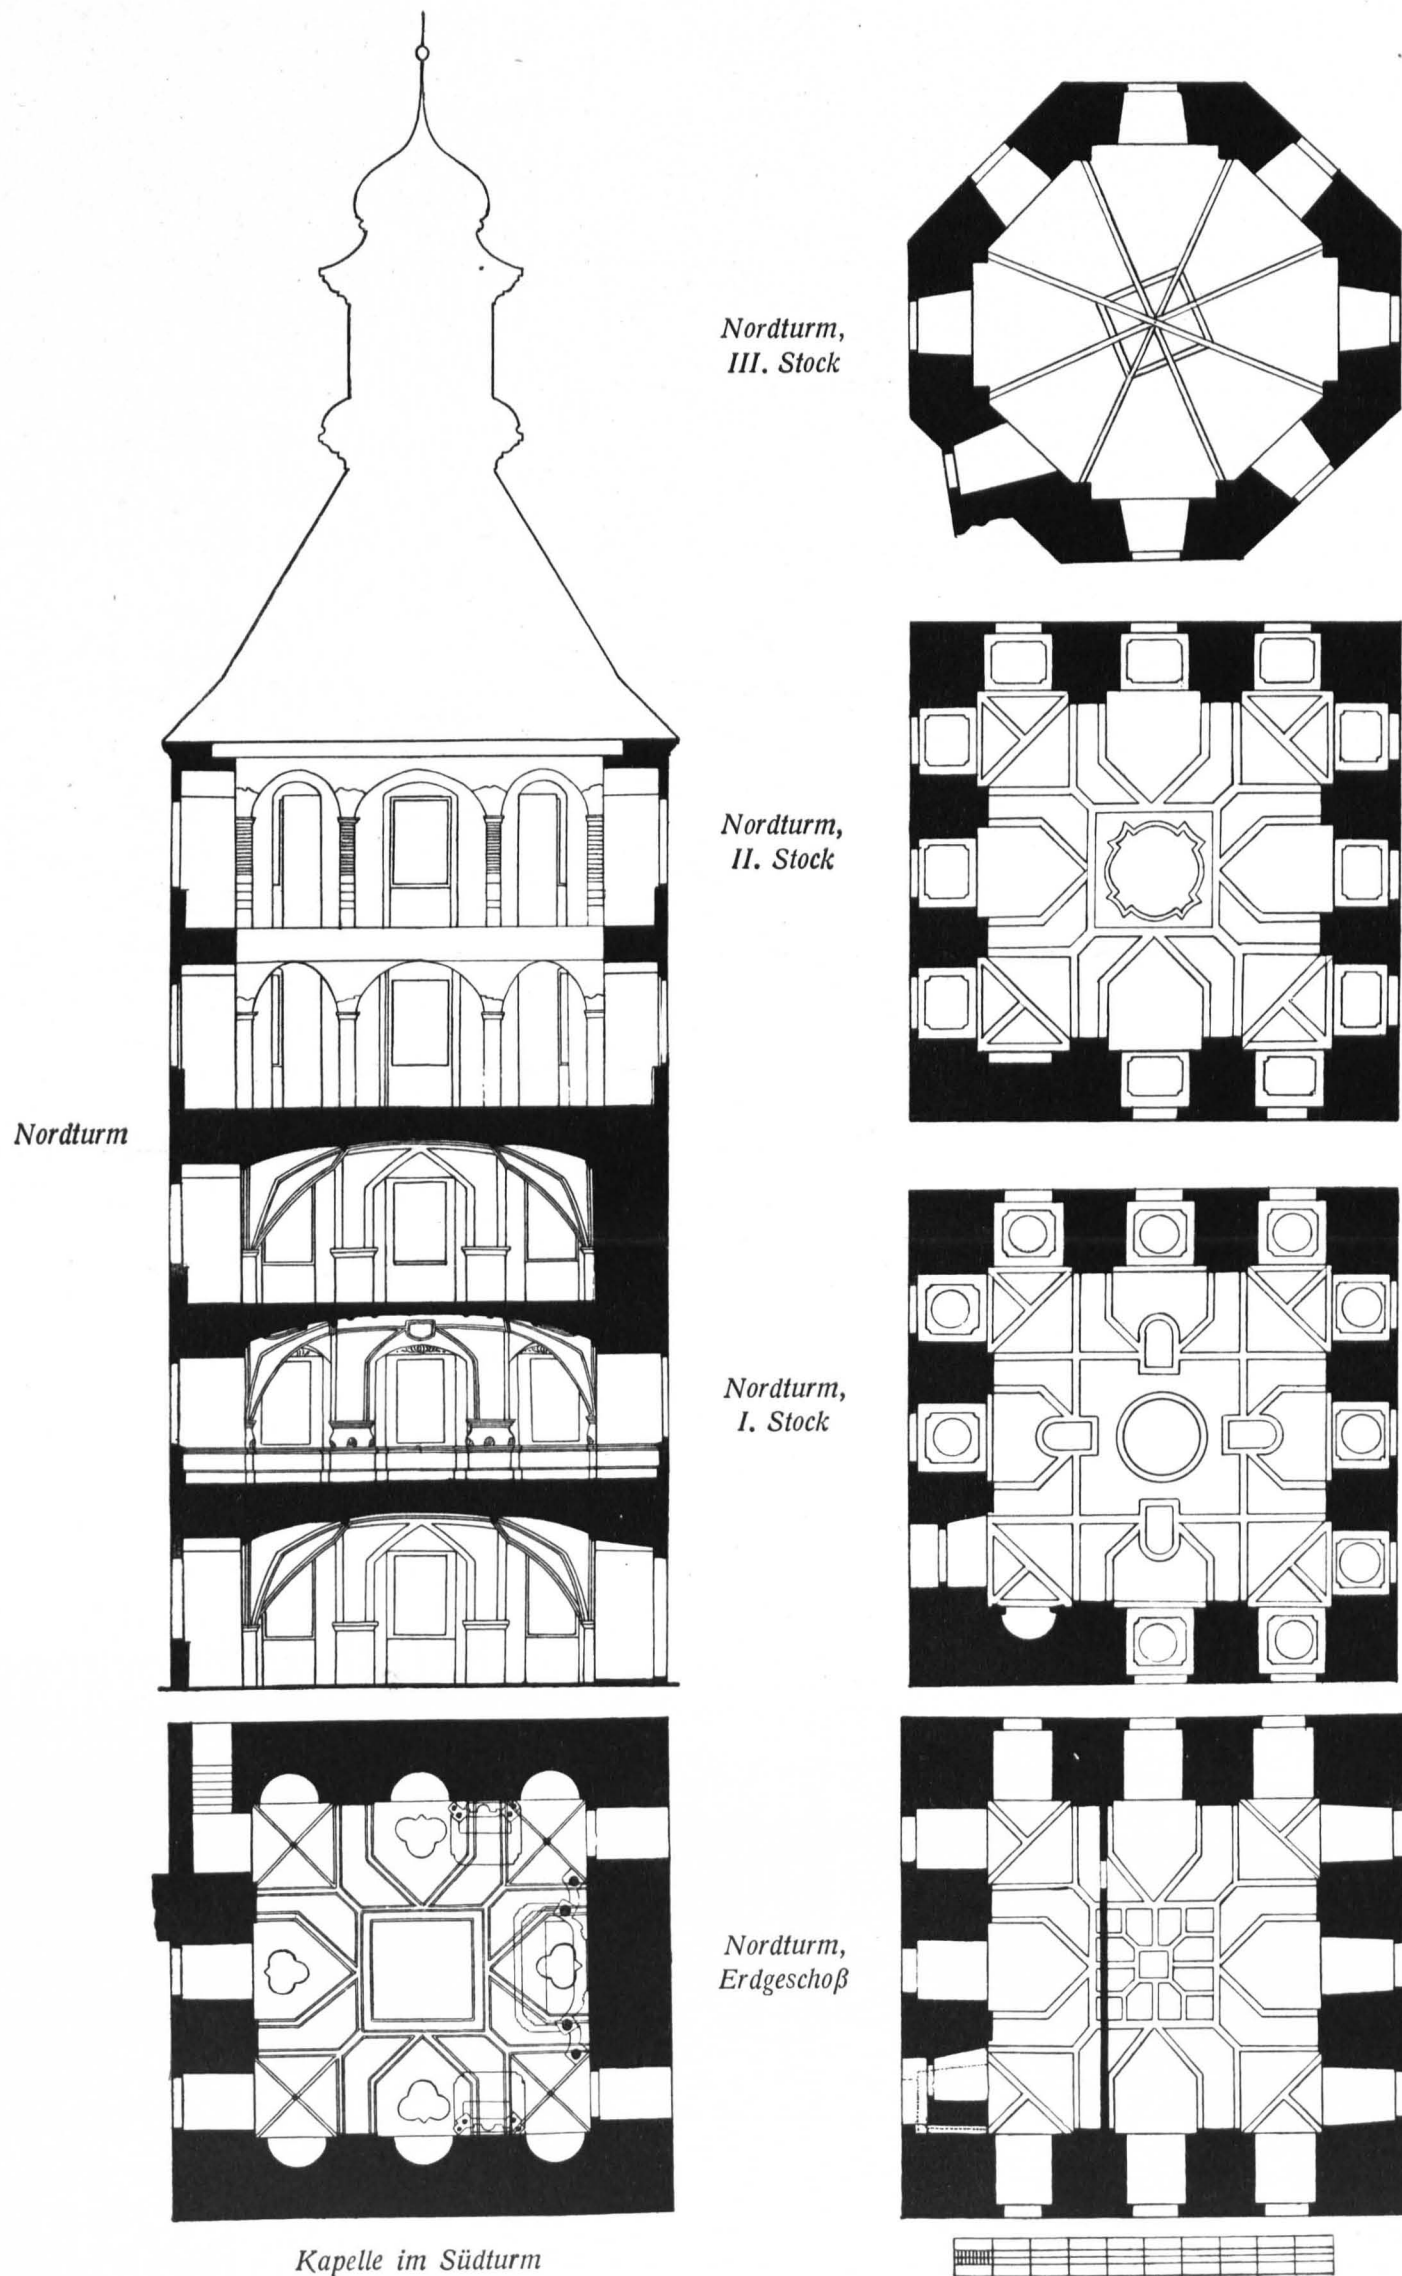 Nordturm,
III. Stock
Nordturm,
II. Stock
Nordturm
Nordturm,
I. Stock
Nordturm,
Erdgeschoß
Kapelle im Südturm